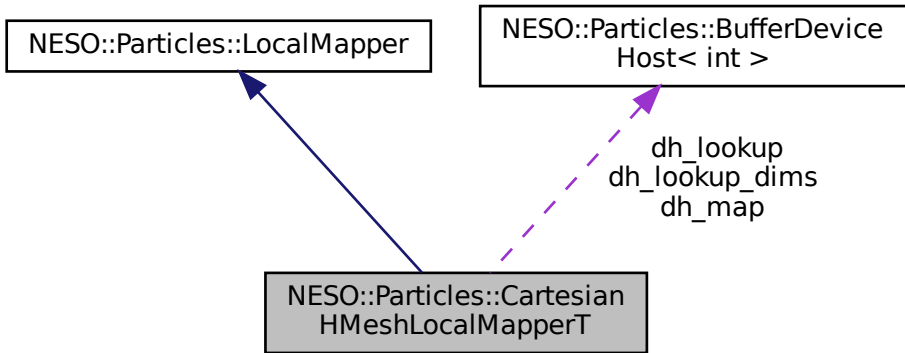 NESO::Particles::LocalMapper
NESO::Particles::BufferDevice
Host< int >
dh_lookup
dh_lookup_dims
dh_map
NESO::Particles::Cartesian
HMeshLocalMapperT